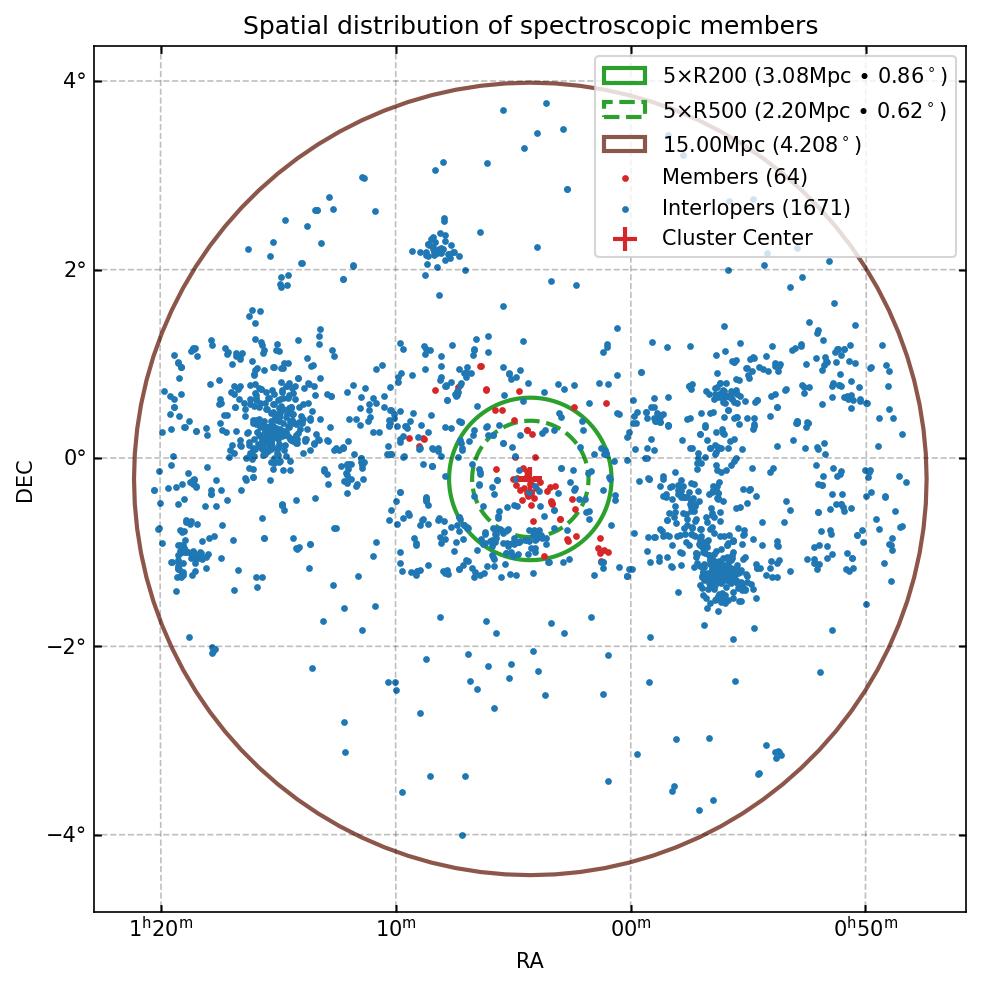 Spatial distribution of spectroscopic members
5×R200 (3.08Mpc • 0.86°)
5×R500 (2.20Mpc • 0.62°)
15.00Mpc (4.208°)
Members (64)
Interlopers (1671)
Cluster Center
4°
2°
0°
−2°
−4°
DEC
1ʰ20ᵐ 10ᵐ 00ᵐ 0ʰ50ᵐ
RA